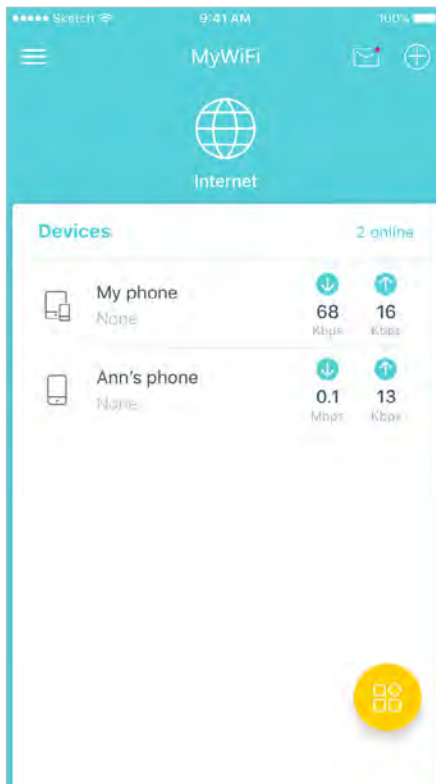 Sketch 9:41 AM 100%
MyWiFi
Internet
Devices 2 online
My phone
None
68 16
Kbps Kbps
Ann's phone
None
0.1 13
Mbps Kbps